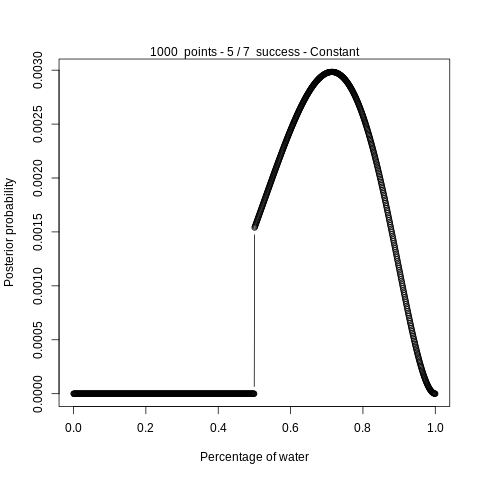 1000 points - 5 / 7 success - Constant
Posterior probability
0.0030
0.0025
0.0020
0.0015
0.0010
0.0005
0.0000
0.0 0.2 0.4 0.6 0.8 1.0
Percentage of water